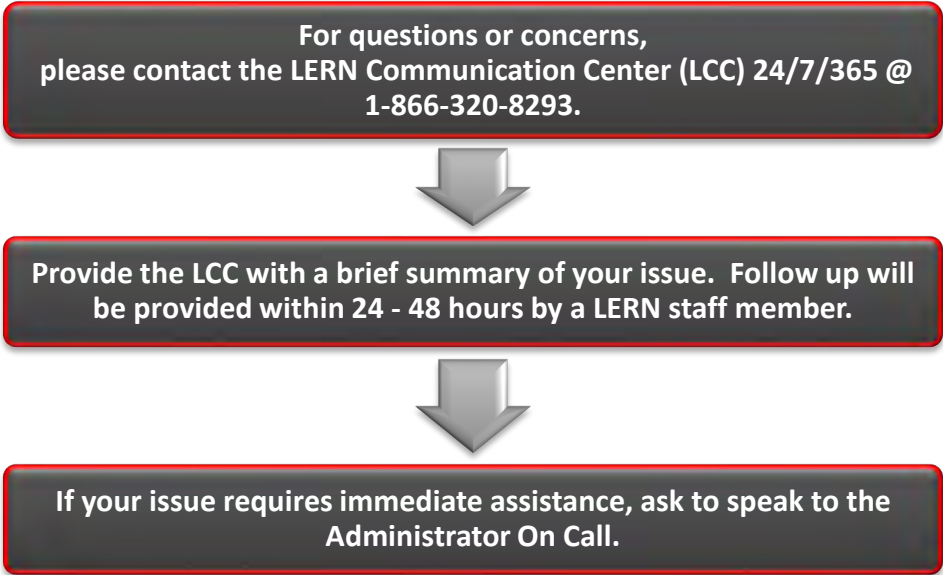 For questions or concerns,
please contact the LERN Communication Center (LCC) 24/7/365 @
1-866-320-8293.
Provide the LCC with a brief summary of your issue.  Follow up will
be provided within 24 - 48 hours by a LERN staff member.
If your issue requires immediate assistance, ask to speak to the
Administrator On Call.